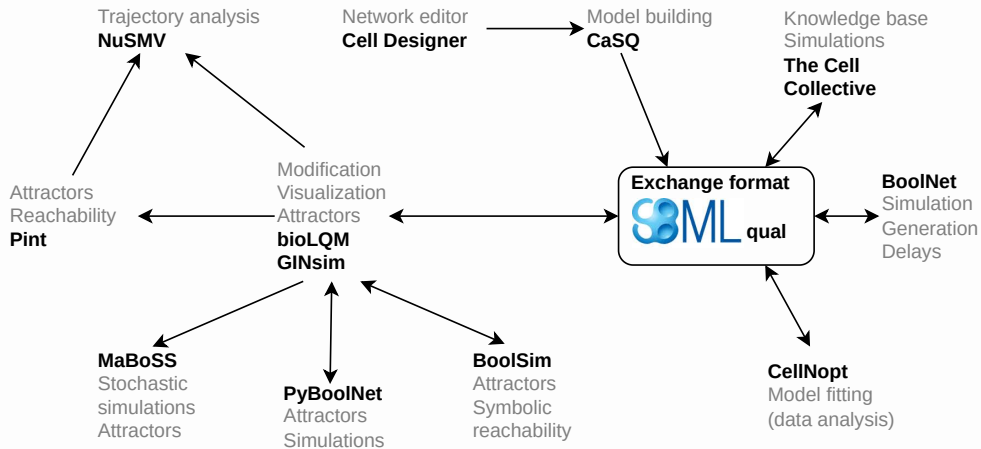 Trajectory analysis
NuSMV
Network editor
Cell Designer
Model building
CaSQ
Knowledge base
Simulations
The Cell
Collective
Attractors
Reachability
Pint
Modification
Visualization
Attractors
bioLQM
GINsim
Exchange format
SBML qual
BoolNet
Simulation
Generation
Delays
MaBoSS
Stochastic
simulations
Attractors
PyBoolNet
Attractors
Simulations
BoolSim
Attractors
Symbolic
reachability
CellNopt
Model fitting
(data analysis)